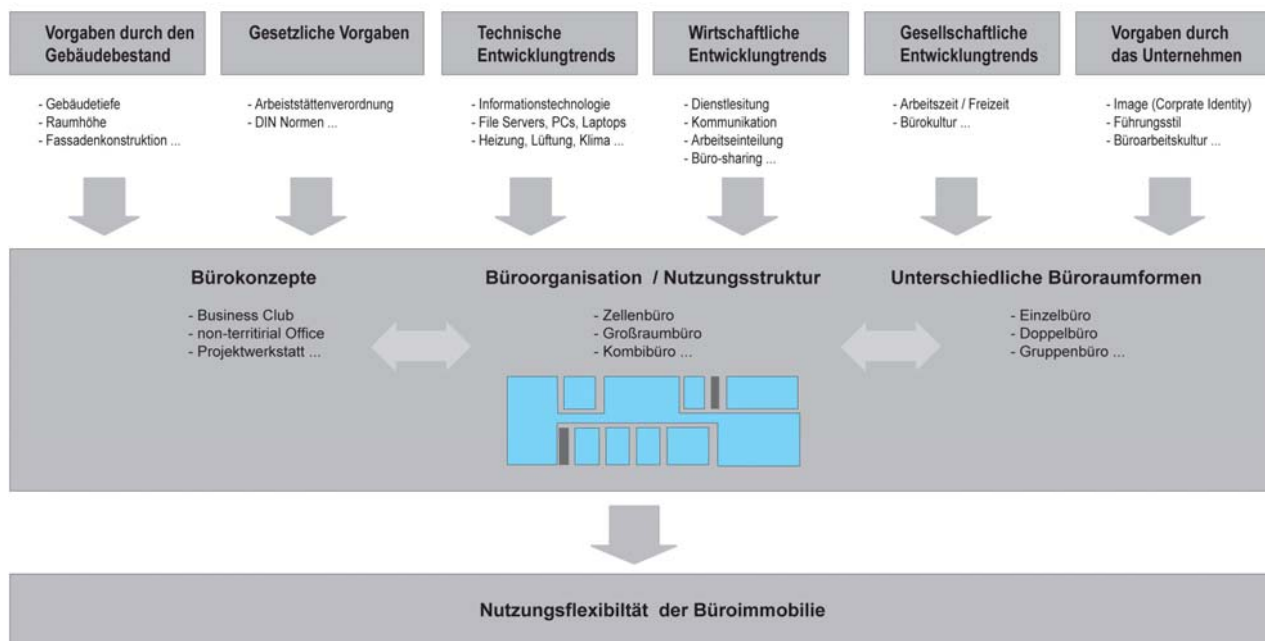 Vorgaben durch den
Gebäudebestand
Gesetzliche Vorgaben
Technische
Entwicklungtrends
Wirtschaftliche
Entwicklungtrends
Gesellschaftliche
Entwicklungtrends
Vorgaben durch
das Unternehmen
- Gebäudetiefe
- Raumhöhe
- Fassadenkonstruktion ...
- Arbeiststättenverordnung
- DIN Normen ...
- Informationstechnologie
- File Servers, PCs, Laptops
- Heizung, Lüftung, Klima ...
- Dienstlesitung
- Kommunikation
- Arbeitseinteilung
- Büro-sharing ...
- Arbeitszeit / Freizeit
- Bürokultur ...
- Image (Corprate Identity)
- Führungsstil
- Büroarbeitskultur ...
Bürokonzepte
- Business Club
- non-territirial Office
- Projektwerkstatt ...
Büroorganisation / Nutzungsstruktur
- Zellenbüro
- Großraumbüro
- Kombibüro ...
Unterschiedliche Büroraumformen
- Einzelbüro
- Doppelbüro
- Gruppenbüro ...
Nutzungsflexibiltät der Büroimmobilie